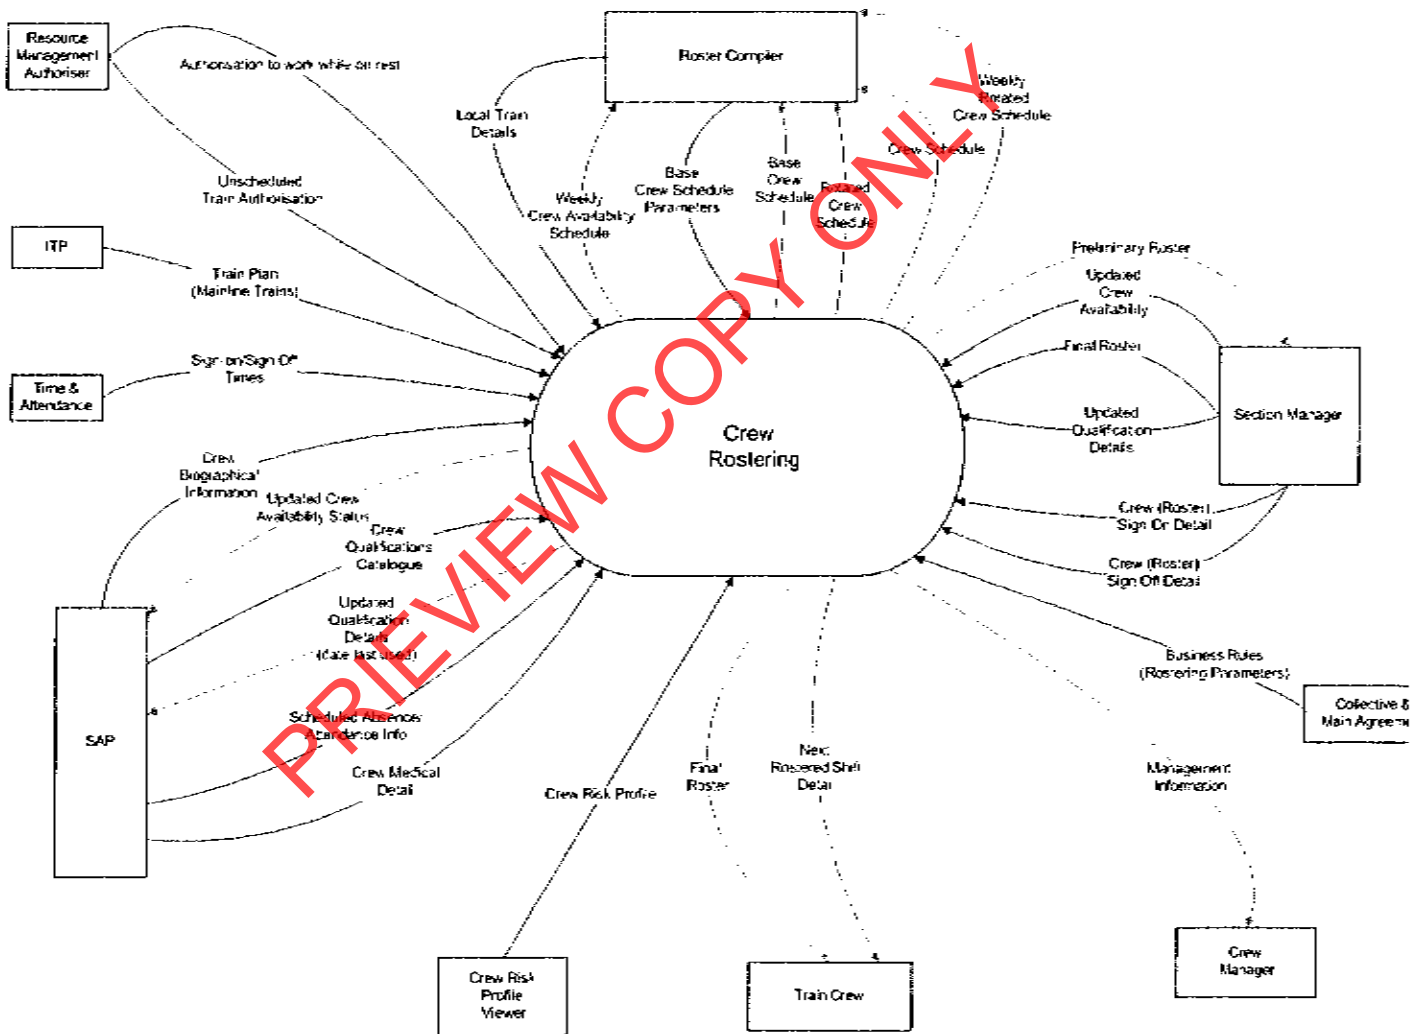 Resource
Management
Authoriser
Authorisation to work while on rest
Roster Compiler
Weekly
Rotated
Crew Schedule
Local Train
Details
Crew Schedule
Base
Crew
Schedule
Base
Crew Schedule
Parameters
Rotated
Crew
Schedule
Weekly
Crew Availability
Schedule
Unscheduled
Train Authorisation
ITP
Train Plan
(Mainline Trains)
Preliminary Roster
Updated
Crew
Availability
Final Roster
Time &
Attendance
Sign-on/Sign Off
Times
Section Manager
Updated
Qualification
Details
Crew
Rostering
Crew
Biographical
Information
Updated Crew
Availability Status
Crew
Qualifications
Catalogue
Crew (Roster)
Sign On Detail
Crew (Roster)
Sign Off Detail
Updated
Qualification
Details
(date last used)
Business Rules
(Rostering Parameters)
Collective &
Main Agreeme
SAP
Scheduled Absence/
Attendance Info
Crew Medical
Detail
Crew Risk Profile
Final
Roster
Next
Rostered Shift
Detail
Management
Information
Crew
Manager
Crew Risk
Profile
Viewer
Train Crew
PRIEVIEW COPY ONLY